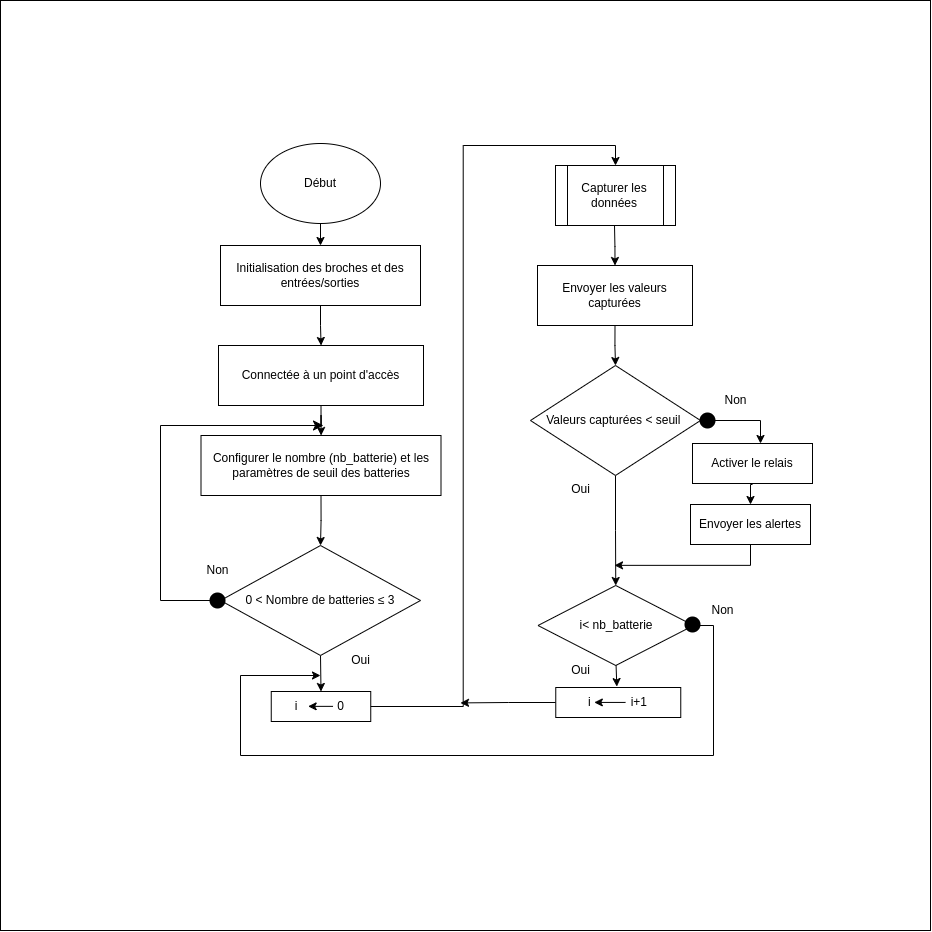 Début
Initialisation des broches et des
entrées/sorties
Connectée à un point d'accès
Configurer le nombre (nb_batterie) et les
paramètres de seuil des batteries
Non
0 < Nombre de batteries ≤ 3
Oui
i 0
Capturer les
données
Envoyer les valeurs
capturées
Valeurs capturées < seuil
Non
Activer le relais
Oui
Envoyer les alertes
i< nb_batterie
Non
Oui
i i+1